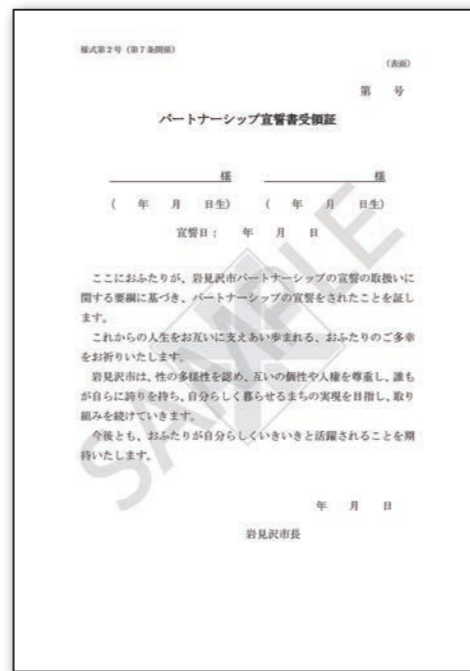 様式第2号（第7条関係）
（表面）
第　　号
パートナーシップ宣誓書受領証
様　　様
（　年　月　日生）　（　年　月　日生）
宣誓日：　年　月　日
ここにおふたりが、岩見沢市パートナーシップの宣誓の取扱いに
関する要綱に基づき、パートナーシップの宣誓をされたことを証し
ます。
これからの人生をお互いに支えあい歩まれる、おふたりのご多幸
をお祈りいたします。
岩見沢市は、性の多様性を認め、互いの個性や人権を尊重し、誰も
が自らに誇りを持ち、自分らしく暮らせるまちの実現を目指し、取り
組みを続けていきます。
今後とも、おふたりが自分らしくいきいきと活躍されることを期
待いたします。
年　月　日
岩見沢市長
SAMPLE